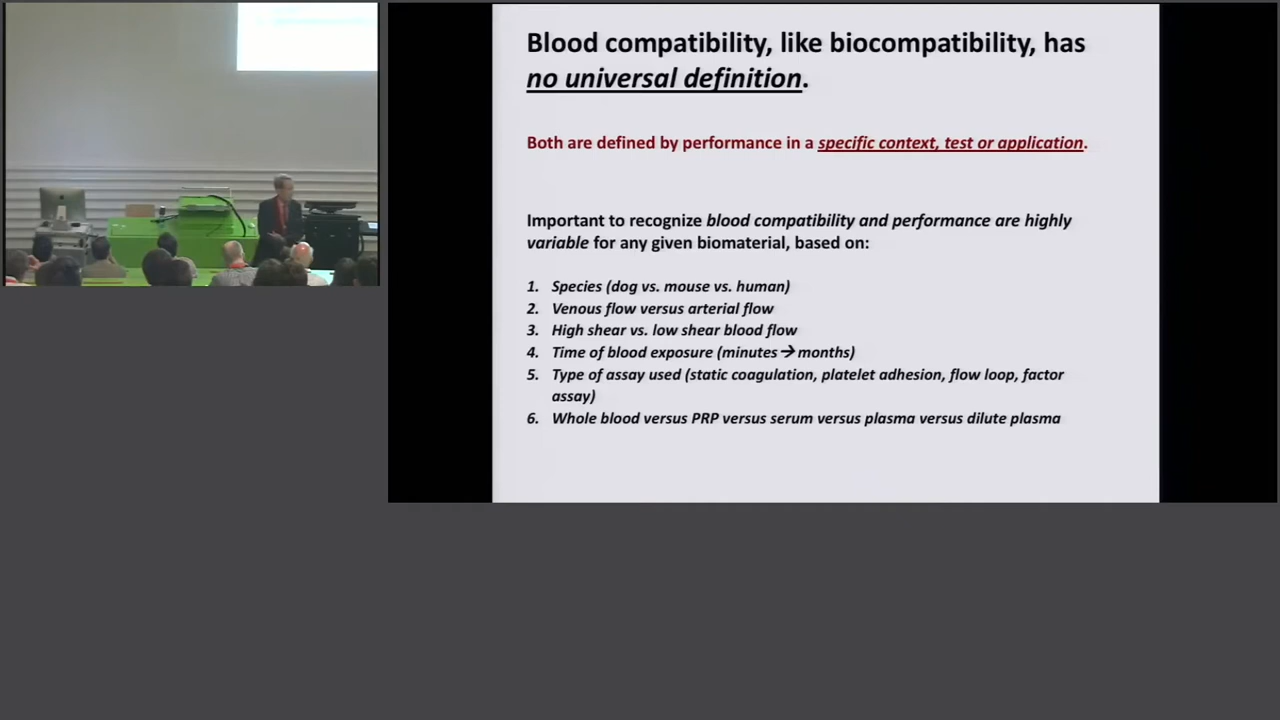 Blood compatibility, like biocompatibility, has
no universal definition.
Both are defined by performance in a specific context, test or application.
Important to recognize blood compatibility and performance are highly
variable for any given biomaterial, based on:
1. Species (dog vs. mouse vs. human)
2. Venous flow versus arterial flow
3. High shear vs. low shear blood flow
4. Time of blood exposure (minutes → months)
5. Type of assay used (static coagulation, platelet adhesion, flow loop, factor
assay)
6. Whole blood versus PRP versus serum versus plasma versus dilute plasma